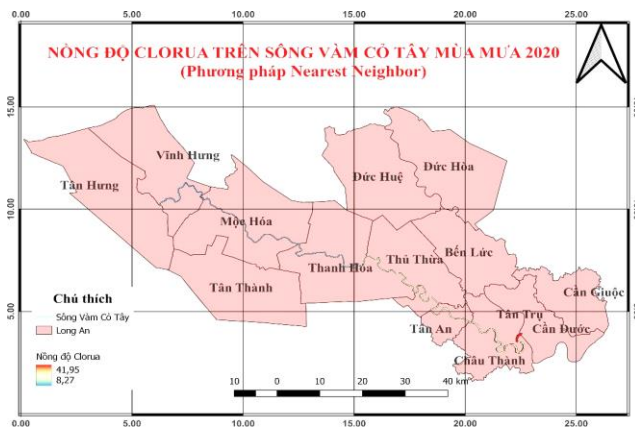 0.00 5.00 10.00 15.00 20.00 25.00
NỒNG ĐỘ CLORUA TRÊN SÔNG VÀM CỎ TÂY MÙA MƯA 2020
(Phương pháp Nearest Neighbor)
15.00
Vĩnh Hưng
Tân Hưng
Đức Huệ
Đức Hòa
10.00
Mộc Hóa
Thủ Thừa
Bến Lức
Thanh Hóa
Tân Thành
Cần Giuộc
Chú thích
Sông Vàm Cỏ Tây
Long An
5.00
Tân Trụ
Cần Đước
Tân An
Châu Thành
Nồng độ Clorua
41,95
8,27
10 0 10 20 30 40 km
0.00 5.00 10.00 15.00 20.00 25.00